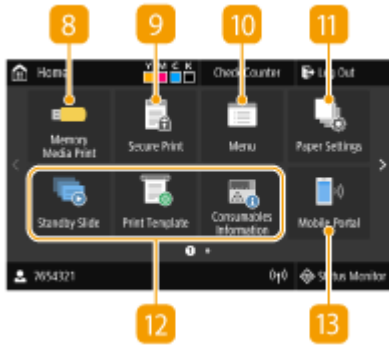 8 9 10 11
Home Y M C K Check Counter Log Out
Memory Media Print Secure Print Menu Paper Settings
Standby Slide Print Template Consumables Information Mobile Portal
1
7654321 Status Monitor
12 13